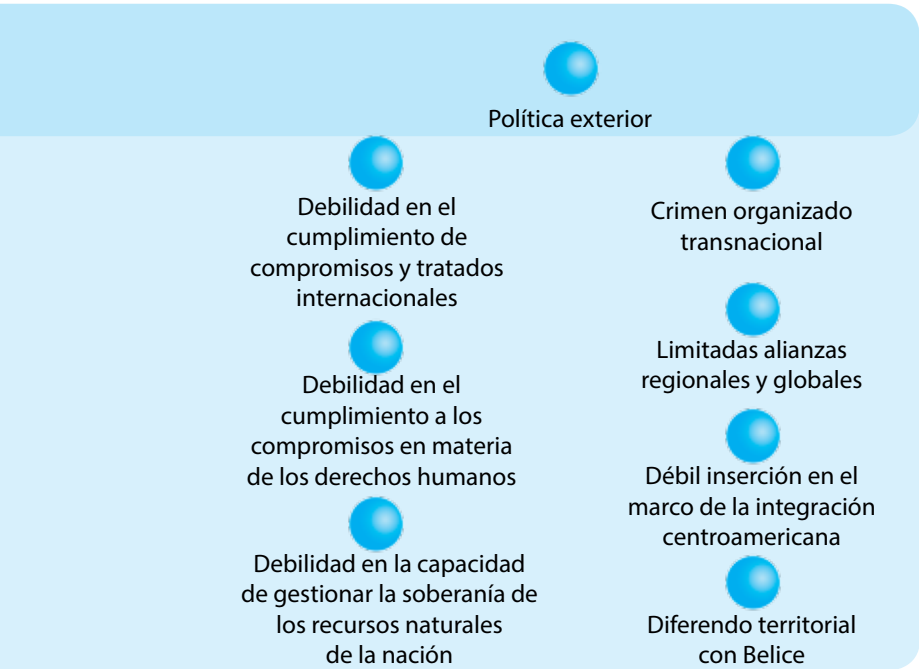 Política exterior
Debilidad en el
cumplimiento de
compromisos y tratados
internacionales
Debilidad en el
cumplimiento a los
compromisos en materia
de los derechos humanos
Debilidad en la capacidad
de gestionar la soberanía de
los recursos naturales
de la nación
Crimen organizado
transnacional
Limitadas alianzas
regionales y globales
Débil inserción en el
marco de la integración
centroamericana
Diferendo territorial
con Belice